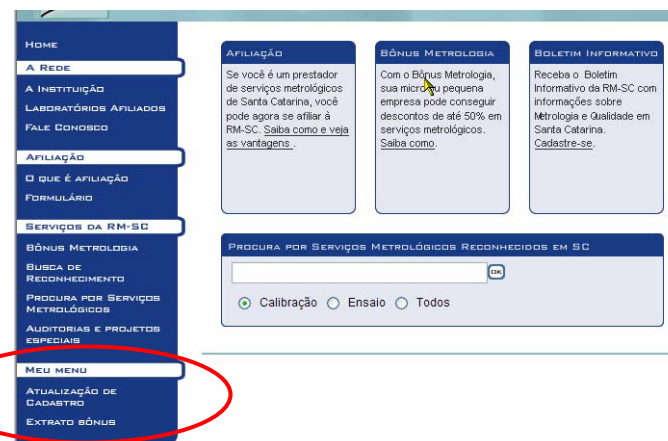 HOME
A REDE
A INSTITUIÇÃO
LABORATÓRIOS AFILIADOS
FALE CONOSCO
AFILIAÇÃO
O QUE É AFILIAÇÃO
FORMULÁRIO
SERVIÇOS DA RM-SC
BÔNUS METROLOGIA
BUSCA DE
RECONHECIMENTO
PROCURA POR SERVIÇOS
METROLÓGICOS
AUDITORIAS E PROJETOS
ESPECIAIS
MEU MENU
ATUALIZAÇÃO DE
CADASTRO
EXTRATO BÔNUS
AFILIAÇÃO
Se você é um prestador
de serviços metrológicos
de Santa Catarina, você
pode agora se afiliar à
RM-SC. Saiba como e veja
as vantagens .
BÔNUS METROLOGIA
Com o Bônus Metrologia,
sua micro ou pequena
empresa pode conseguir
descontos de até 50% em
serviços metrológicos.
Saiba como.
BOLETIM INFORMATIVO
Receba o Boletim
Informativo da RM-SC com
informações sobre
Metrologia e Qualidade em
Santa Catarina.
Cadastre-se.
PROCURA POR SERVIÇOS METROLÓGICOS RECONHECIDOS EM SC
OK
Calibração Ensaio Todos